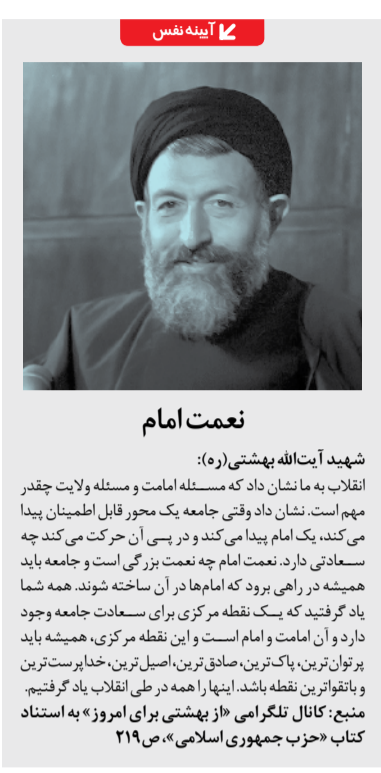 آیینه نفس
نعمت امام
شهید آیت‌الله بهشتی(ره):
انقلاب به ما نشان داد که مسئله امامت و مسئله ولایت چقدر
مهم است. نشان داد وقتی جامعه یک محور قابل اطمینان پیدا
می‌کند، یک امام پیدا می‌کند و در پی آن حرکت می‌کند چه
سعادتی دارد. نعمت امام چه نعمت بزرگی است و جامعه باید
همیشه در راهی برود که امام‌ها در آن ساخته شوند. همه شما
یاد گرفتید که یک نقطه مرکزی برای سعادت جامعه وجود
دارد و آن امامت و امام است و این نقطه مرکزی، همیشه باید
پرتوان‌ترین، پاک‌ترین، صادق‌ترین، اصیل‌ترین، خداپرست‌ترین
و باتقواترین نقطه باشد. اینها را همه در طی انقلاب یاد گرفتیم.
منبع: کانال تلگرامی «از بهشتی برای امروز» به استناد
کتاب «حزب جمهوری اسلامی»، ص۲۱۹